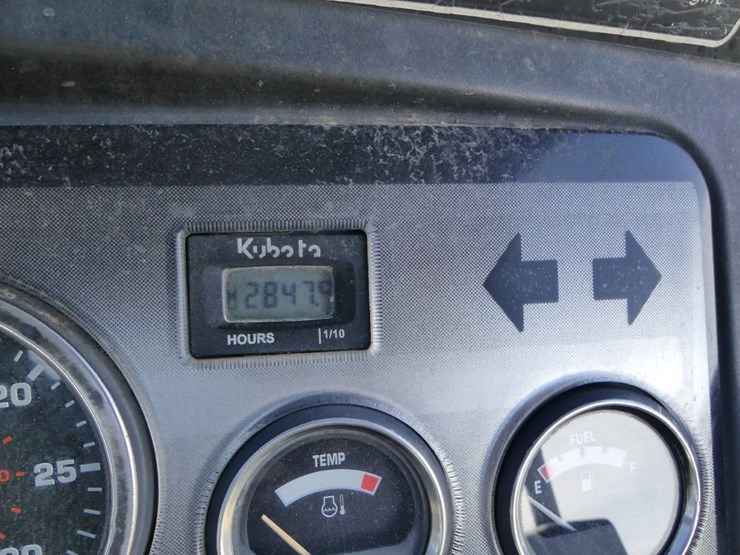 Kubota
2847.9
HOURS 1/10
20
25
TEMP
FUEL
E F